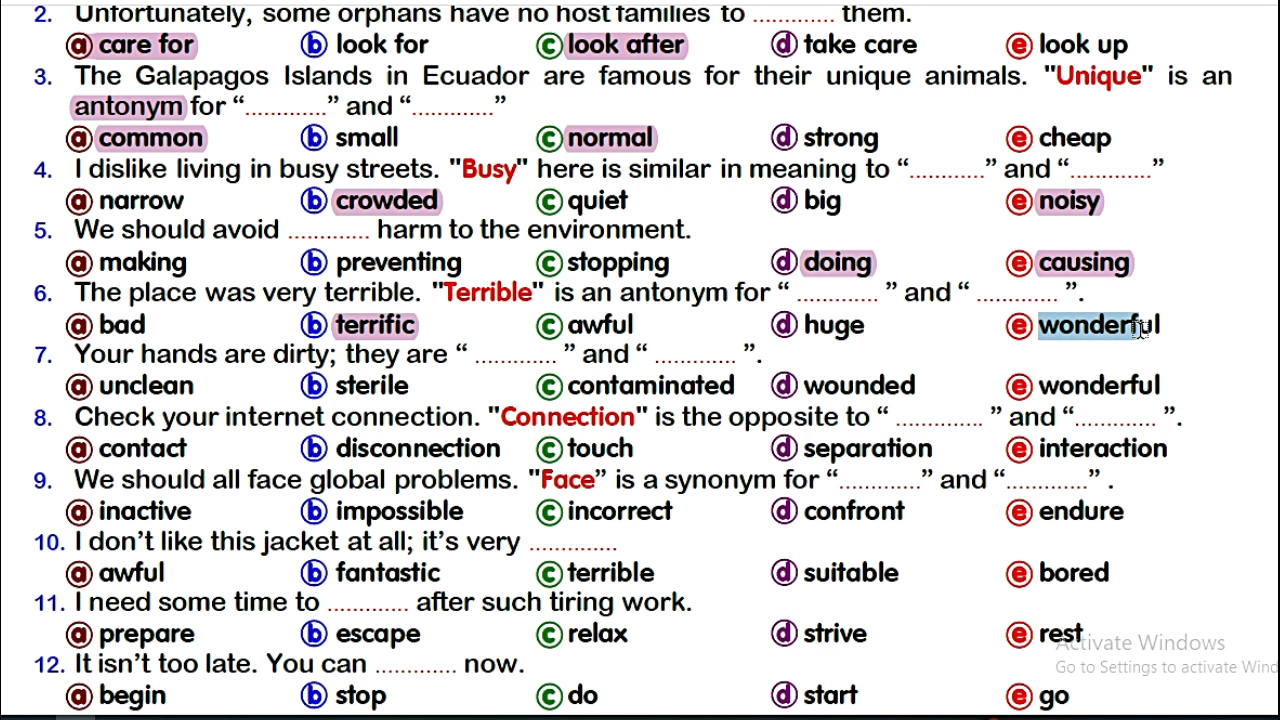 2. Unfortunately, some orphans have no host families to ............. them.
a care for b look for c look after d take care e look up
3. The Galapagos Islands in Ecuador are famous for their unique animals. "Unique" is an
antonym for “.............” and “.............”
a common b small c normal d strong e cheap
4. I dislike living in busy streets. "Busy" here is similar in meaning to “............” and “.............”
a narrow b crowded c quiet d big e noisy
5. We should avoid ............. harm to the environment.
a making b preventing c stopping d doing e causing
6. The place was very terrible. "Terrible" is an antonym for “ ............. ” and “ ............. ”.
a bad b terrific c awful d huge e wonderful
7. Your hands are dirty; they are “ ............. ” and “ ............. ”.
a unclean b sterile c contaminated d wounded e wonderful
8. Check your internet connection. "Connection" is the opposite to “ .............. ” and “............. ”.
a contact b disconnection c touch d separation e interaction
9. We should all face global problems. "Face” is a synonym for “.............” and “.............” .
a inactive b impossible c incorrect d confront e endure
10. I don’t like this jacket at all; it’s very ..............
a awful b fantastic c terrible d suitable e bored
11. I need some time to ............. after such tiring work.
a prepare b escape c relax d strive e rest
Activate Windows
12. It isn’t too late. You can ............. now.
Go to Settings to activate Wind
a begin b stop c do d start e go